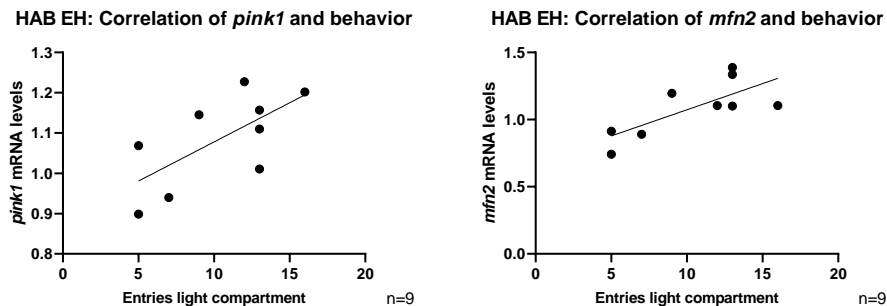 HAB EH: Correlation of pink1 and behavior
pink1 mRNA levels
1.3
1.2
1.1
1.0
0.9
0.8
0
5
10
15
20
Entries light compartment
n=9
HAB EH: Correlation of mfn2 and behavior
mfn2 mRNA levels
1.5
1.0
0.5
0.0
0
5
10
15
20
Entries light compartment
n=9